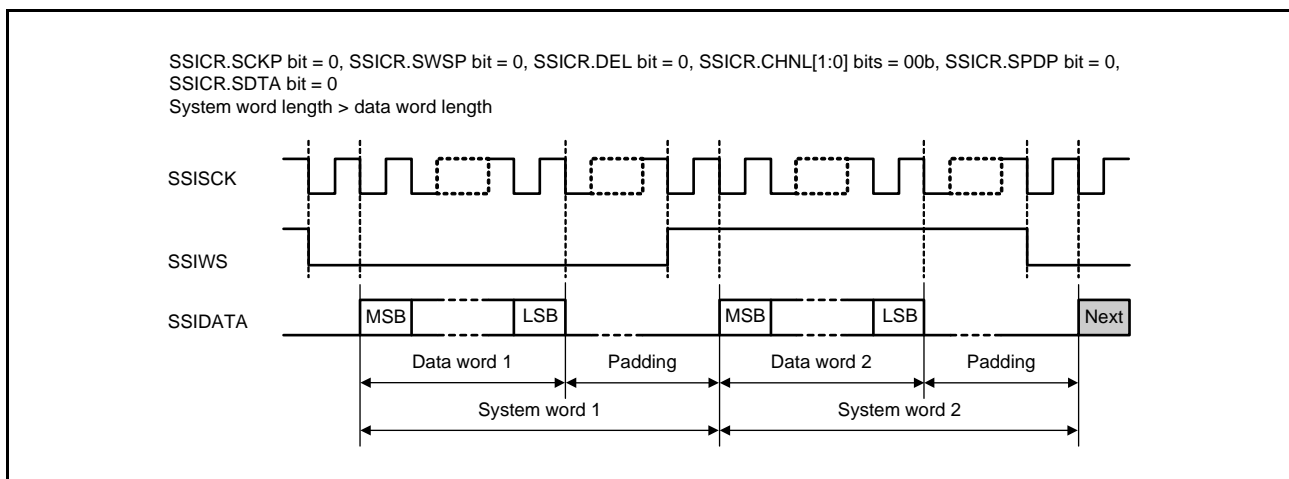 SSICR.SCKP bit = 0, SSICR.SWSP bit = 0, SSICR.DEL bit = 0, SSICR.CHNL[1:0] bits = 00b, SSICR.SPDP bit = 0,
SSICR.SDTA bit = 0
System word length > data word length
SSISCK
SSIWS
SSIDATA
MSB
LSB
MSB
LSB
Next
Data word 1
Padding
Data word 2
Padding
System word 1
System word 2